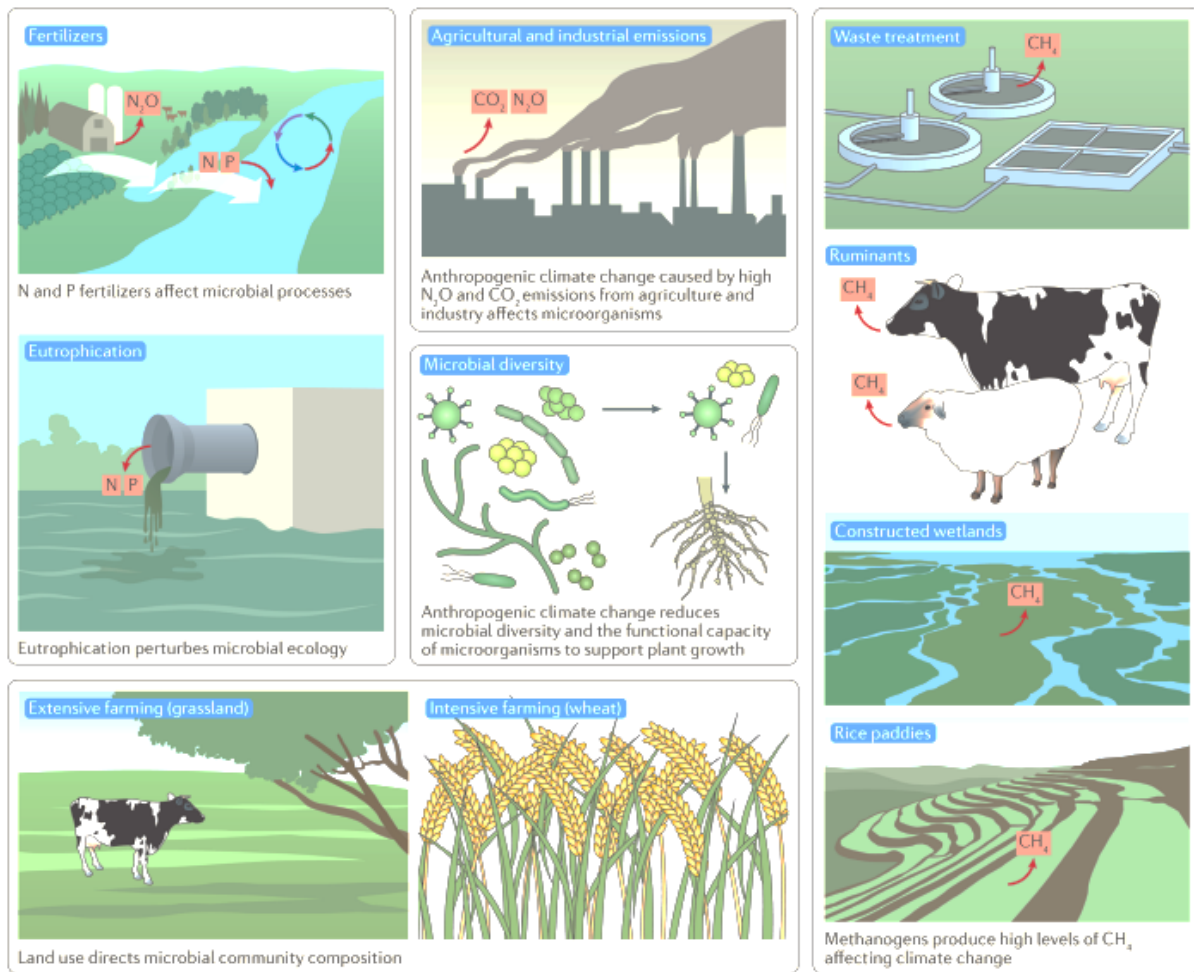 Fertilizers
N₂O
N P
N and P fertilizers affect microbial processes
Eutrophication
N P
Eutrophication perturbes microbial ecology
Agricultural and industrial emissions
CO₂ N₂O
Anthropogenic climate change caused by high
N₂O and CO₂ emissions from agriculture and
industry affects microorganisms
Microbial diversity
Anthropogenic climate change reduces
microbial diversity and the functional capacity
of microorganisms to support plant growth
Waste treatment
CH₄
Ruminants
CH₄
CH₄
Constructed wetlands
CH₄
Rice paddies
CH₄
Methanogens produce high levels of CH₄
affecting climate change
Extensive farming (grassland)
Intensive farming (wheat)
Land use directs microbial community composition